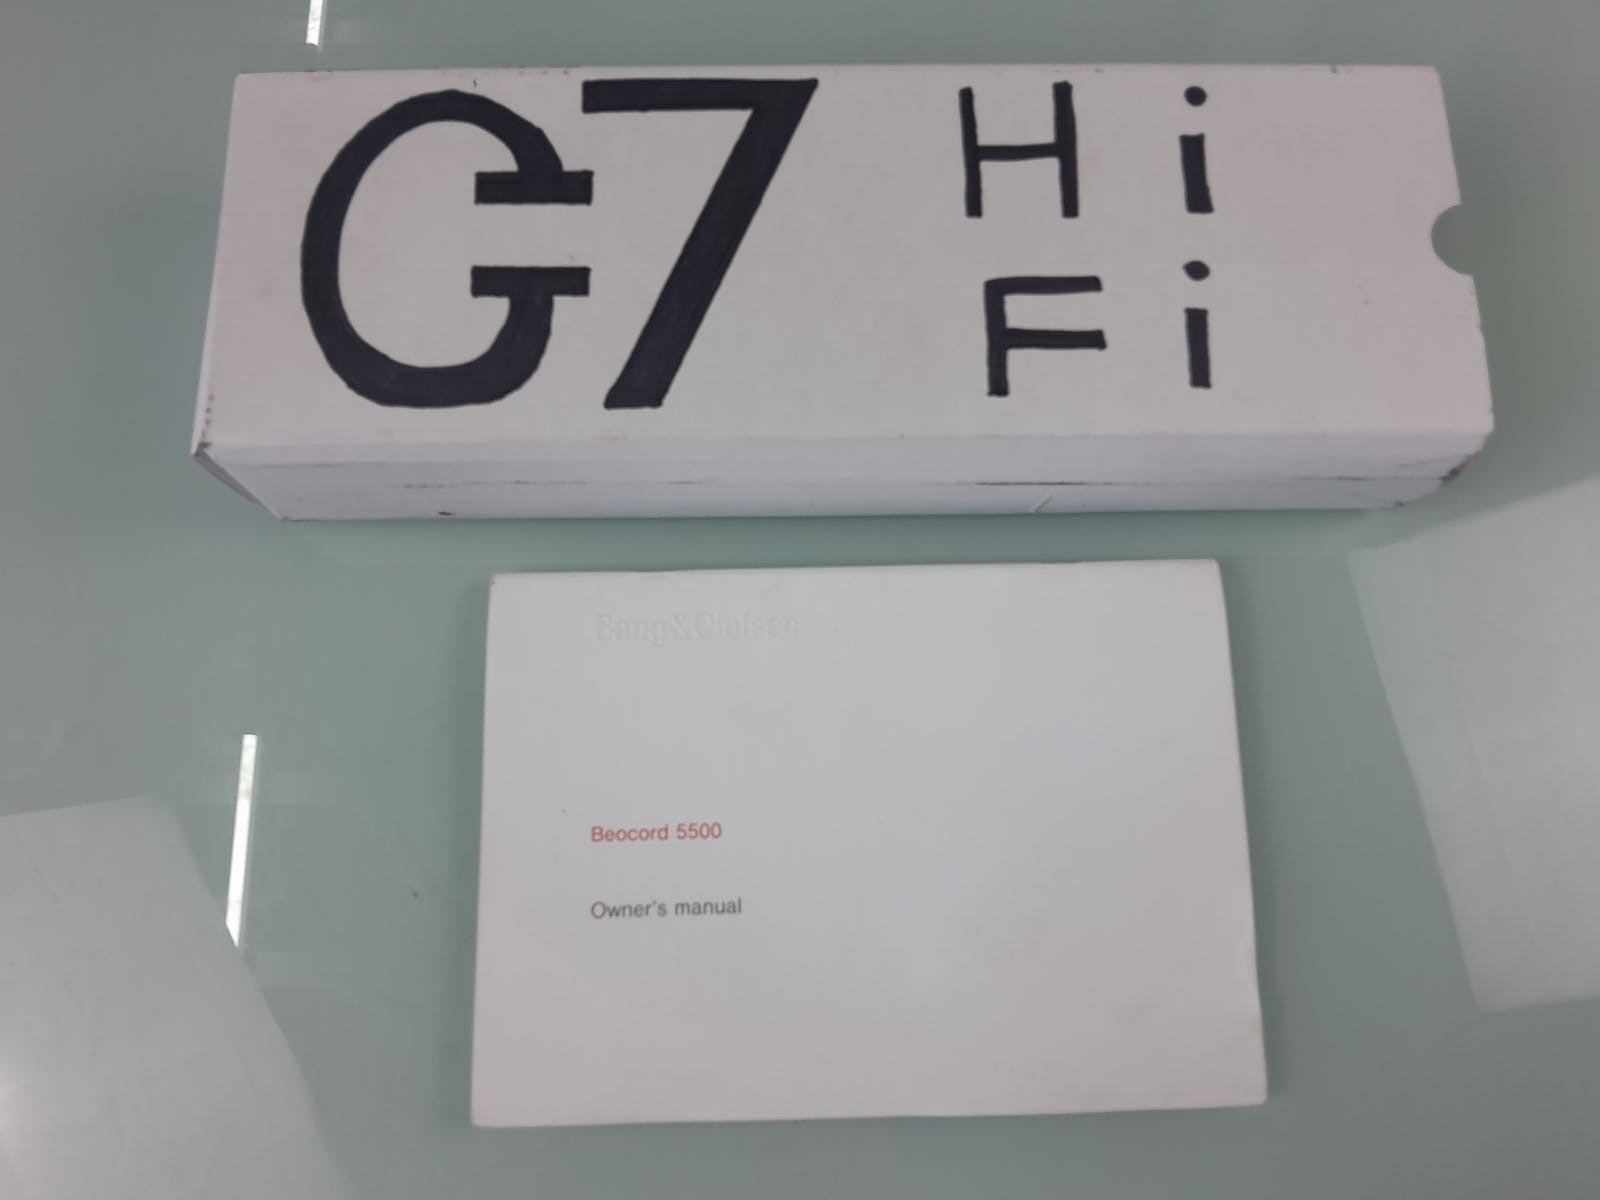 G7 Hi
Fi
Bang&Olufsen
Beocord 5500
Owner's manual